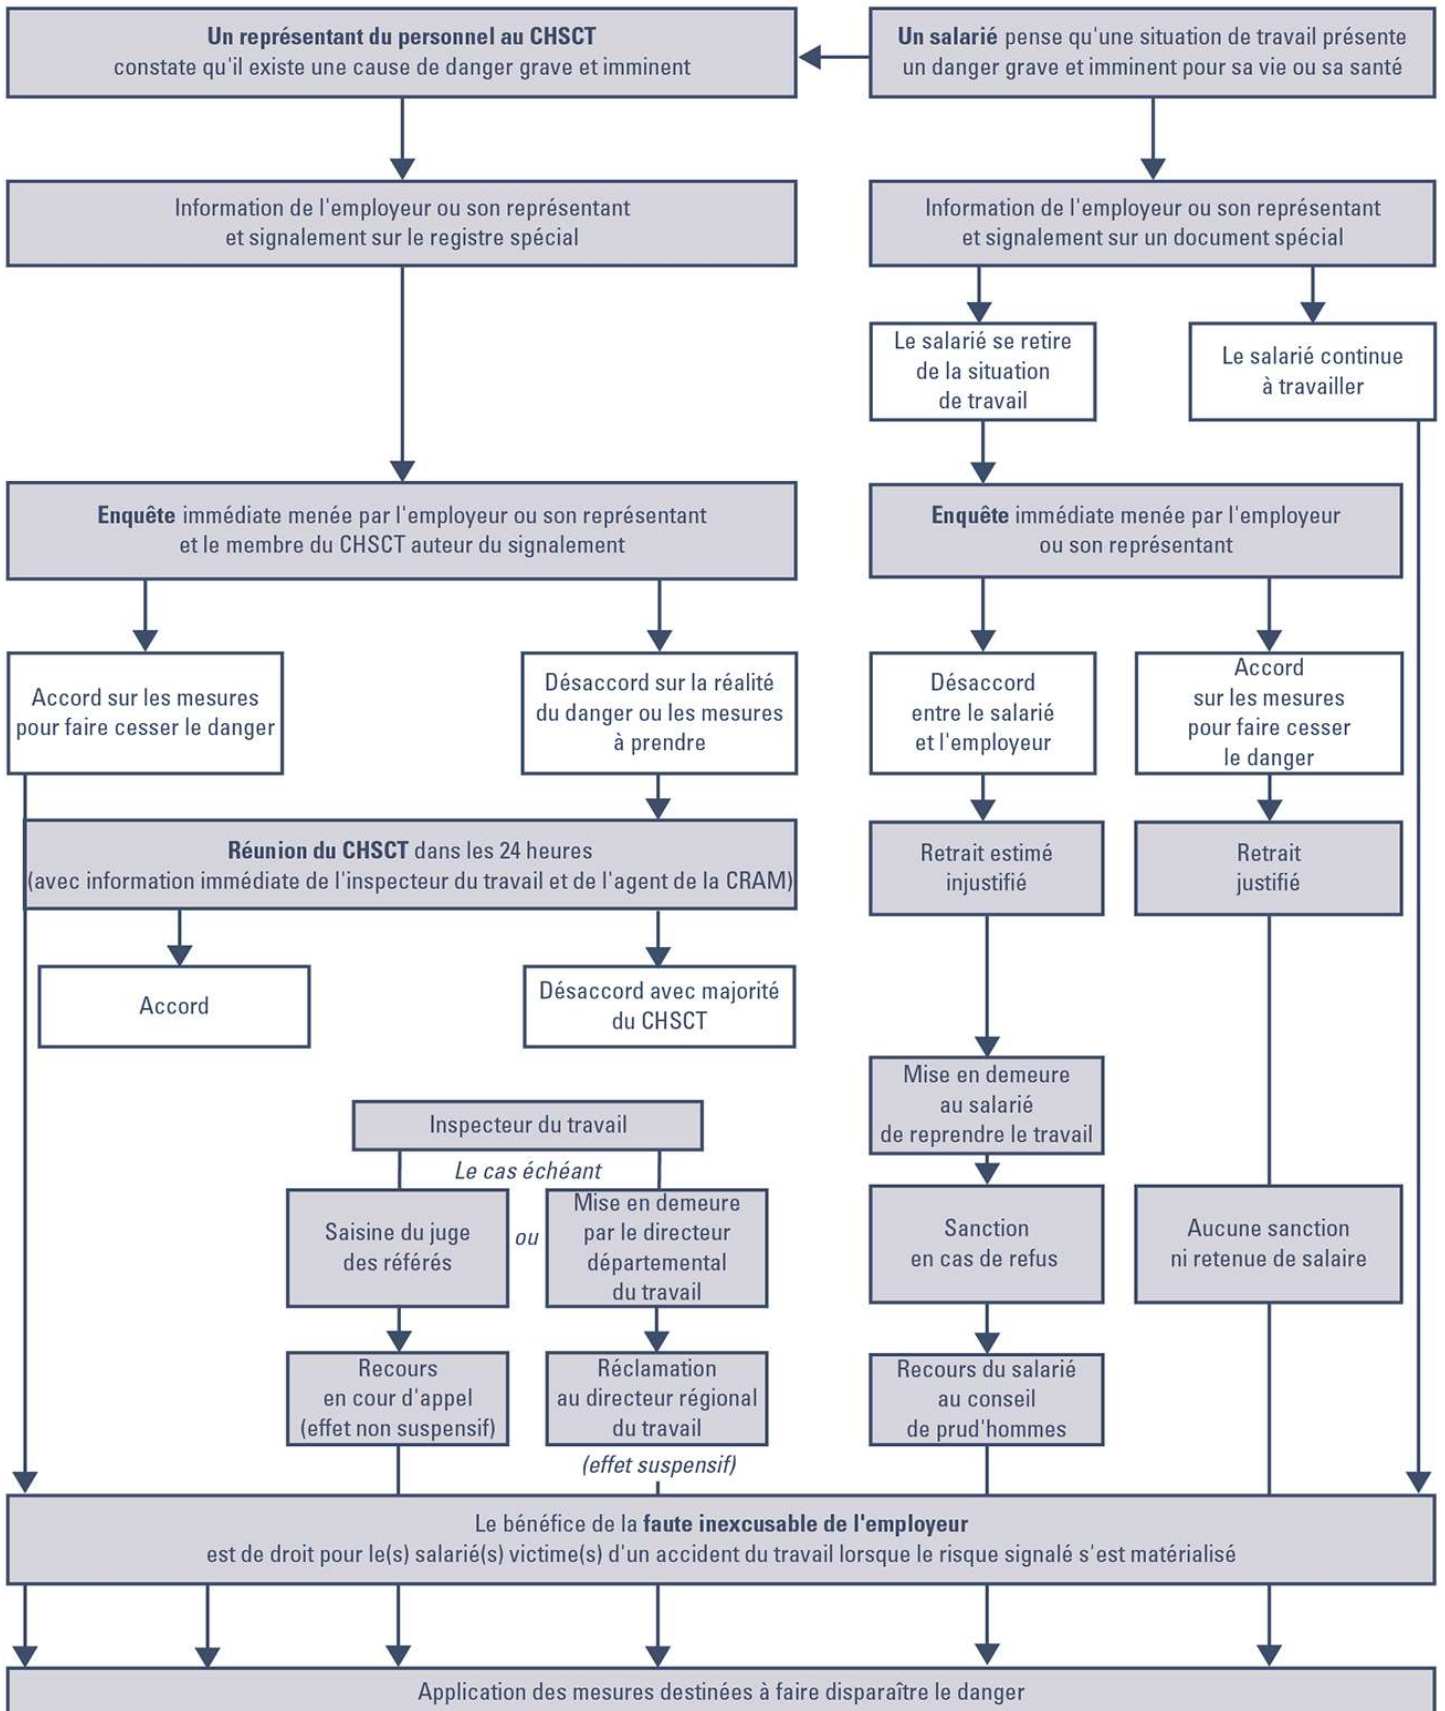 Un représentant du personnel au CHSCT
constate qu'il existe une cause de danger grave et imminent
Un salarié pense qu'une situation de travail présente
un danger grave et imminent pour sa vie ou sa santé
Information de l'employeur ou son représentant
et signalement sur le registre spécial
Information de l'employeur ou son représentant
et signalement sur un document spécial
Le salarié se retire
de la situation
de travail
Le salarié continue
à travailler
Enquête immédiate menée par l'employeur ou son représentant
et le membre du CHSCT auteur du signalement
Enquête immédiate menée par l'employeur
ou son représentant
Accord sur les mesures
pour faire cesser le danger
Désaccord sur la réalité
du danger ou les mesures
à prendre
Désaccord
entre le salarié
et l'employeur
Accord
sur les mesures
pour faire cesser
le danger
Réunion du CHSCT dans les 24 heures
(avec information immédiate de l'inspecteur du travail et de l'agent de la CRAM)
Retrait estimé
injustifié
Retrait
justifié
Accord
Désaccord avec majorité
du CHSCT
Mise en demeure
au salarié
de reprendre le travail
Inspecteur du travail
Le cas échéant
Saisine du juge
des référés
ou
Mise en demeure
par le directeur
départemental
du travail
Sanction
en cas de refus
Aucune sanction
ni retenue de salaire
Recours
en cour d'appel
(effet non suspensif)
Réclamation
au directeur régional
du travail
(effet suspensif)
Recours du salarié
au conseil
de prud'hommes
Le bénéfice de la faute inexcusable de l'employeur
est de droit pour le(s) salarié(s) victime(s) d'un accident du travail lorsque le risque signalé s'est matérialisé
Application des mesures destinées à faire disparaître le danger